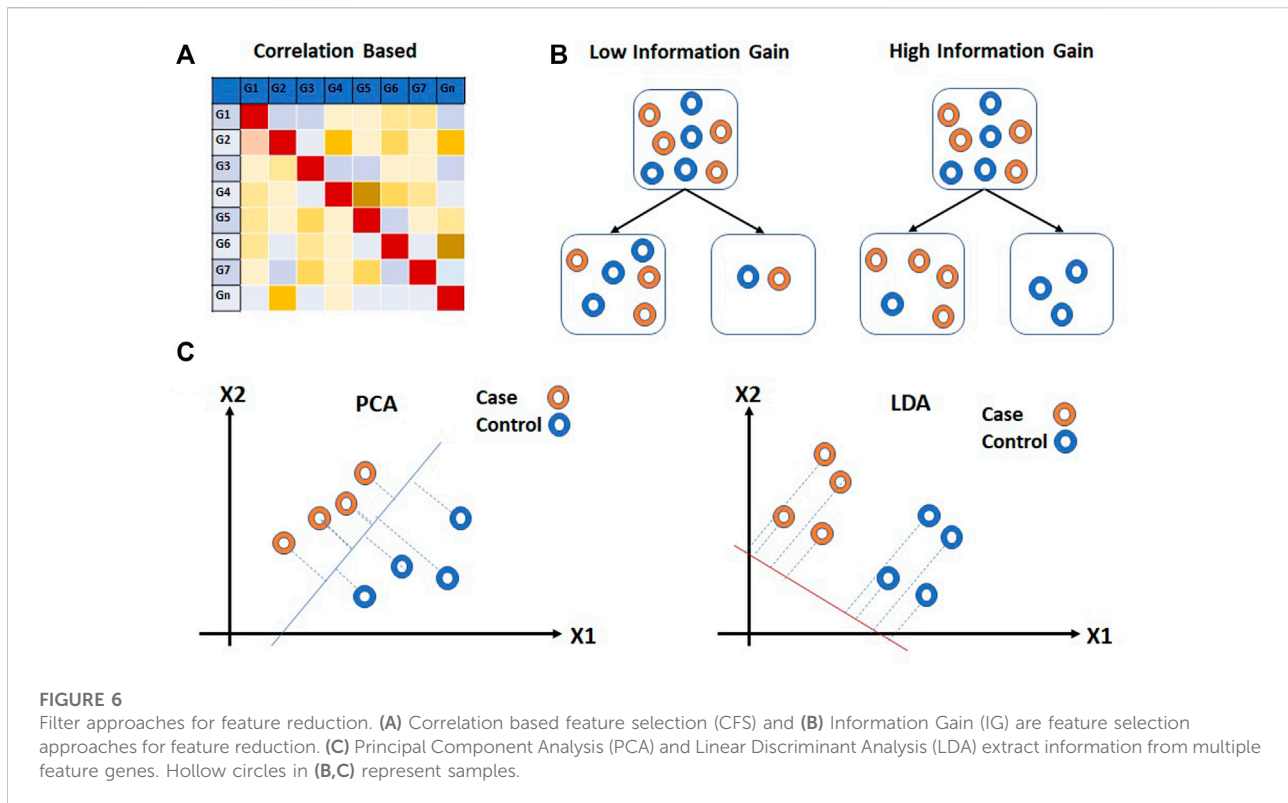 A
Correlation Based
G1 G2 G3 G4 G5 G6 G7 Gn
G1
G2
G3
G4
G5
G6
G7
Gn
B
Low Information Gain
High Information Gain
C
X2
PCA
Case
Control
X1
X2
LDA
Case
Control
X1
FIGURE 6
Filter approaches for feature reduction. (A) Correlation based feature selection (CFS) and (B) Information Gain (IG) are feature selection
approaches for feature reduction. (C) Principal Component Analysis (PCA) and Linear Discriminant Analysis (LDA) extract information from multiple
feature genes. Hollow circles in (B,C) represent samples.